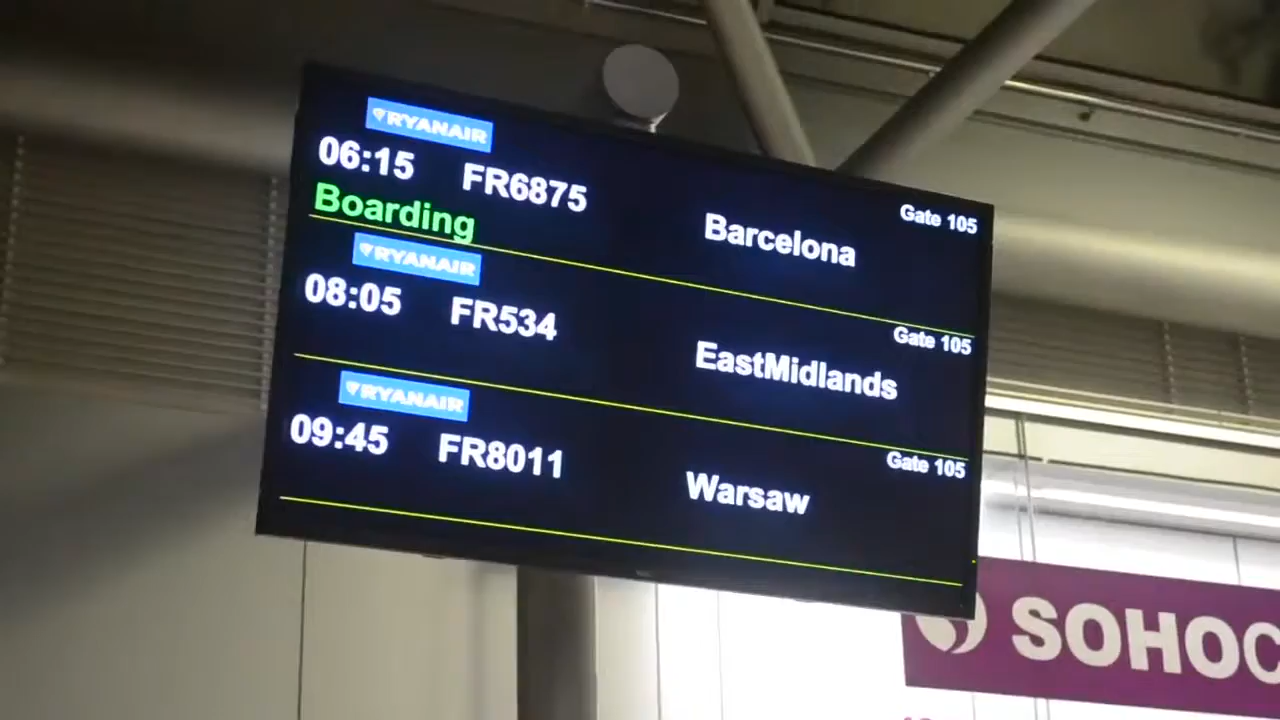 RYANAIR
06:15 FR6875 Barcelona Gate 105
Boarding
RYANAIR
08:05 FR534 EastMidlands Gate 105
RYANAIR
09:45 FR8011 Warsaw Gate 105
SOHOC